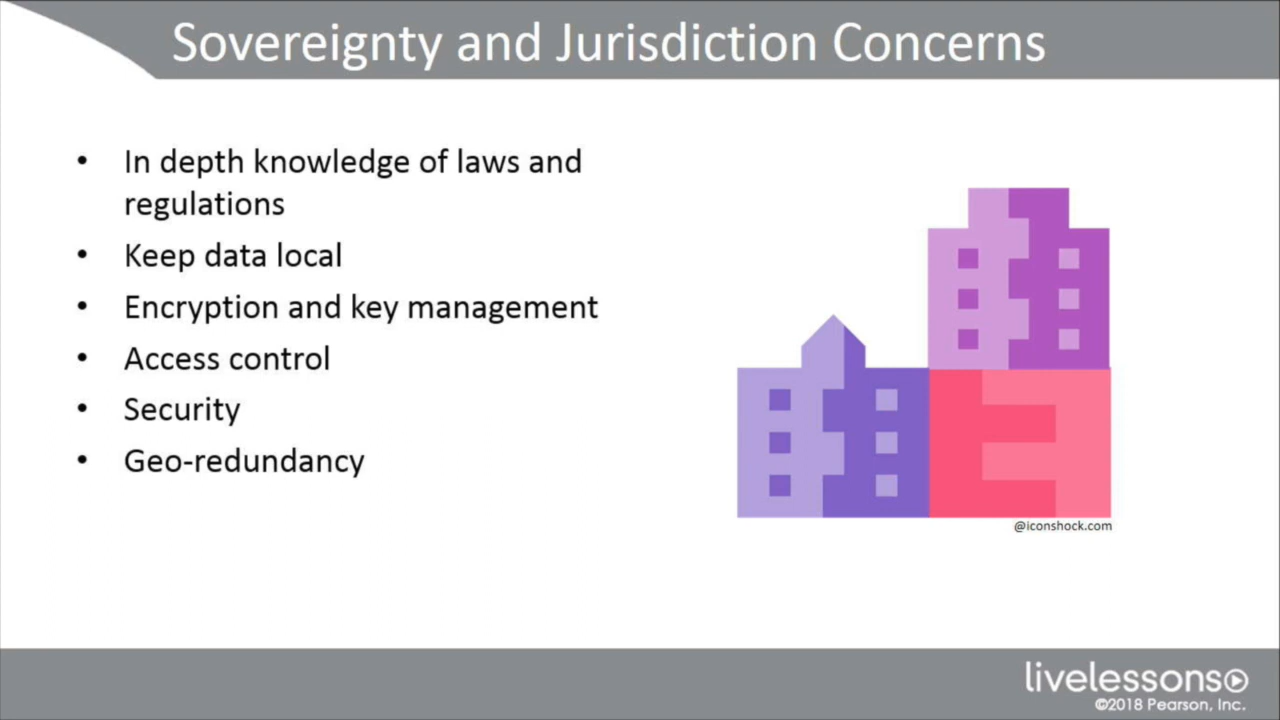 Sovereignty and Jurisdiction Concerns
• In depth knowledge of laws and
regulations
• Keep data local
• Encryption and key management
• Access control
• Security
• Geo-redundancy
@iconshock.com
livelessons
©2018 Pearson, Inc.